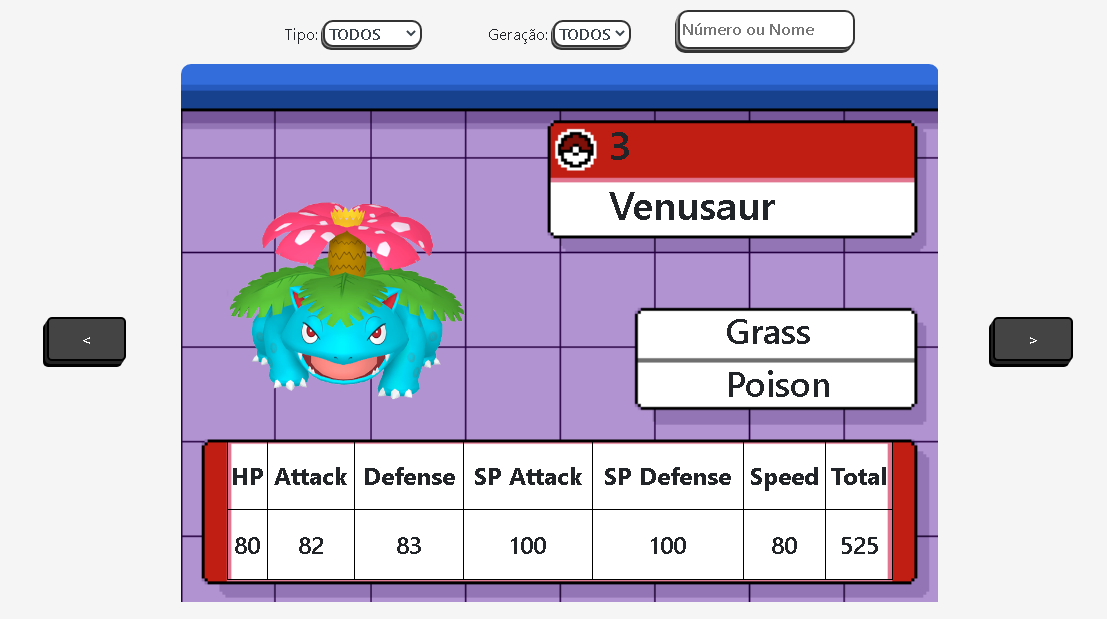 Tipo: TODOS Geração: TODOS Número ou Nome
3
Venusaur
Grass
Poison
< >
HP Attack Defense SP Attack SP Defense Speed Total
80 82 83 100 100 80 525